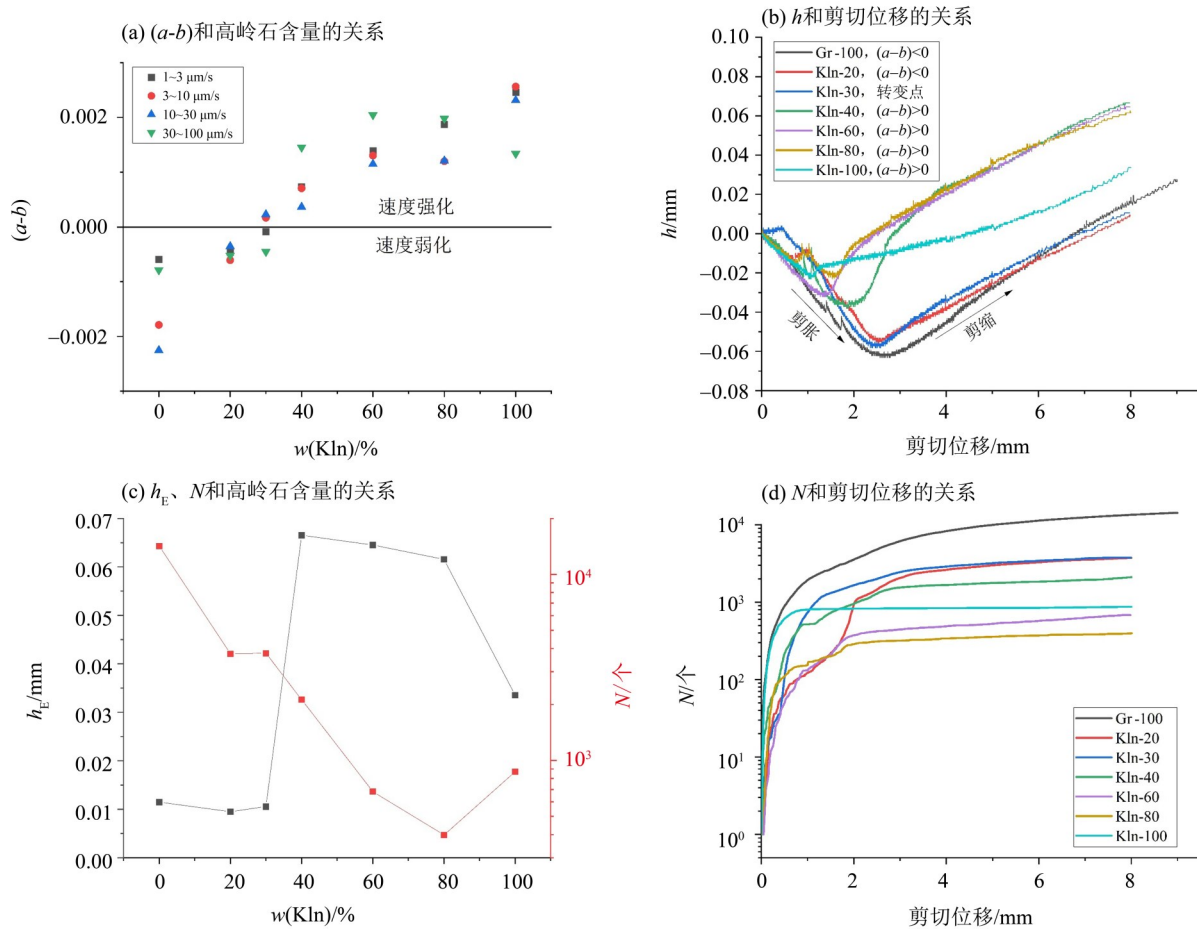 (a) (a-b)和高岭石含量的关系
1~3 μm/s
3~10 μm/s
10~30 μm/s
30~100 μm/s
0.002
0.000
−0.002
(a-b)
速度强化
速度弱化
0 20 40 60 80 100
w(Kln)/%
(b) h和剪切位移的关系
Gr-100, (a–b)<0
Kln-20, (a–b)<0
Kln-30, 转变点
Kln-40, (a–b)>0
Kln-60, (a–b)>0
Kln-80, (a–b)>0
Kln-100, (a–b)>0
0.10
0.08
0.06
0.04
0.02
0.00
−0.02
−0.04
−0.06
−0.08
h/mm
剪胀
剪缩
0 2 4 6 8
剪切位移/mm
(c) hE、N和高岭石含量的关系
0.07
0.06
0.05
0.04
0.03
0.02
0.01
0.00
hE/mm
10⁴
10³
N/个
0 20 40 60 80 100
w(Kln)/%
(d) N和剪切位移的关系
10⁴
10³
10²
10¹
10⁰
N/个
Gr-100
Kln-20
Kln-30
Kln-40
Kln-60
Kln-80
Kln-100
0 2 4 6 8
剪切位移/mm